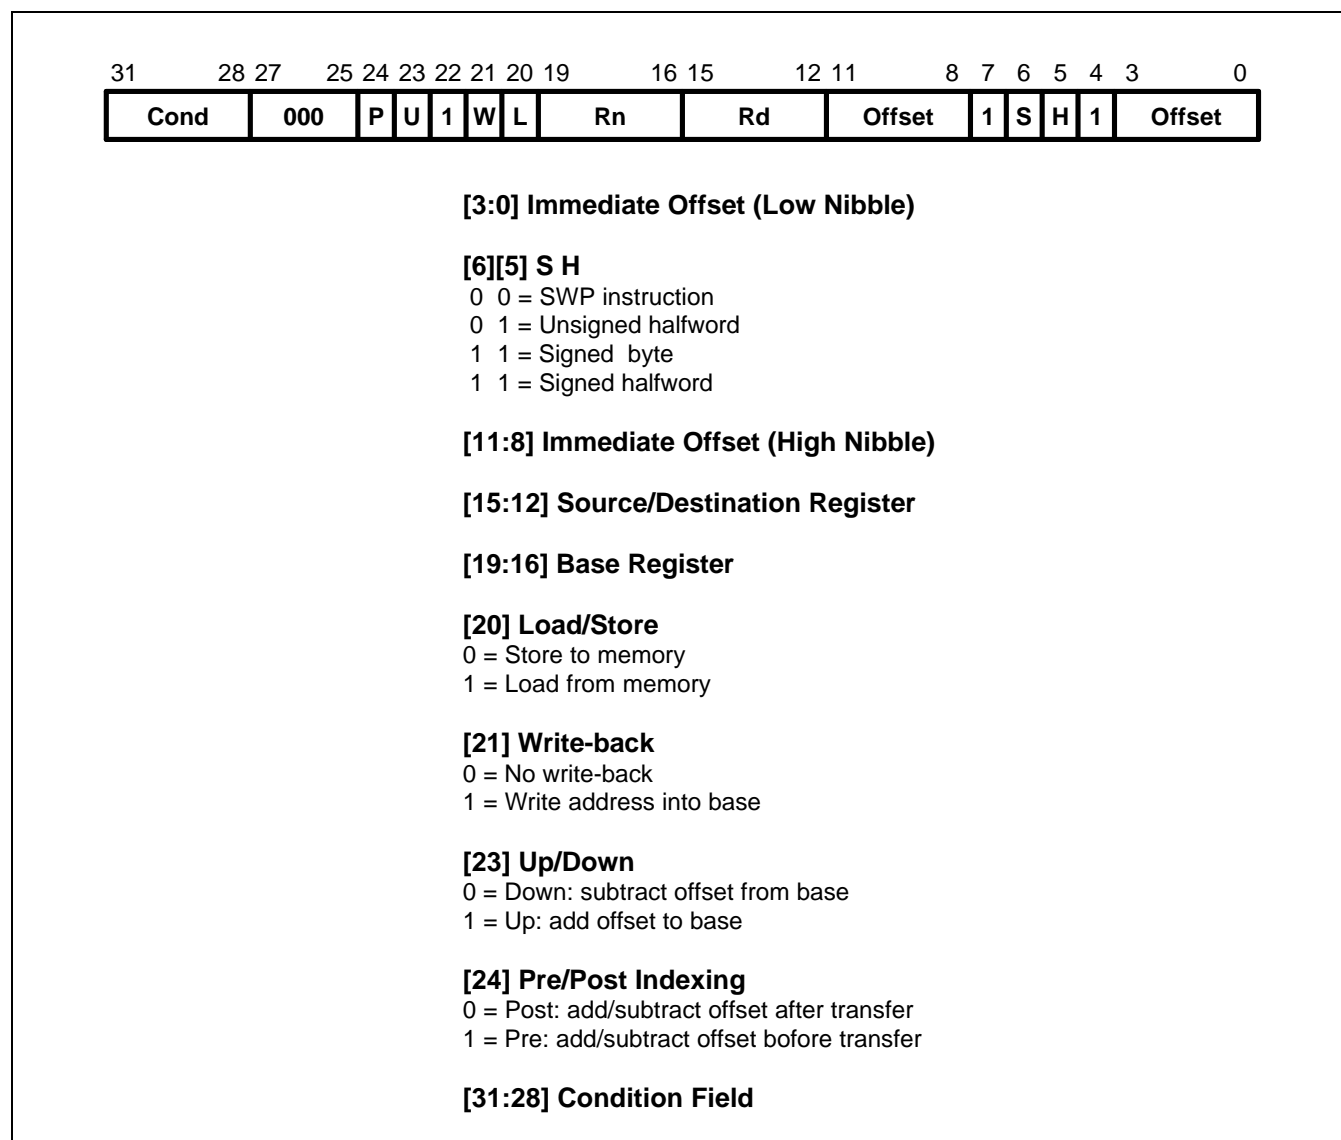 31 28 27 25 24 23 22 21 20 19 16 15 12 11 8 7 6 5 4 3 0
Cond 000 P U 1 W L Rn Rd Offset 1 S H 1 Offset
[3:0] Immediate Offset (Low Nibble)
[6][5] S H
0 0 = SWP instruction
0 1 = Unsigned halfword
1 1 = Signed byte
1 1 = Signed halfword
[11:8] Immediate Offset (High Nibble)
[15:12] Source/Destination Register
[19:16] Base Register
[20] Load/Store
0 = Store to memory
1 = Load from memory
[21] Write-back
0 = No write-back
1 = Write address into base
[23] Up/Down
0 = Down: subtract offset from base
1 = Up: add offset to base
[24] Pre/Post Indexing
0 = Post: add/subtract offset after transfer
1 = Pre: add/subtract offset bofore transfer
[31:28] Condition Field